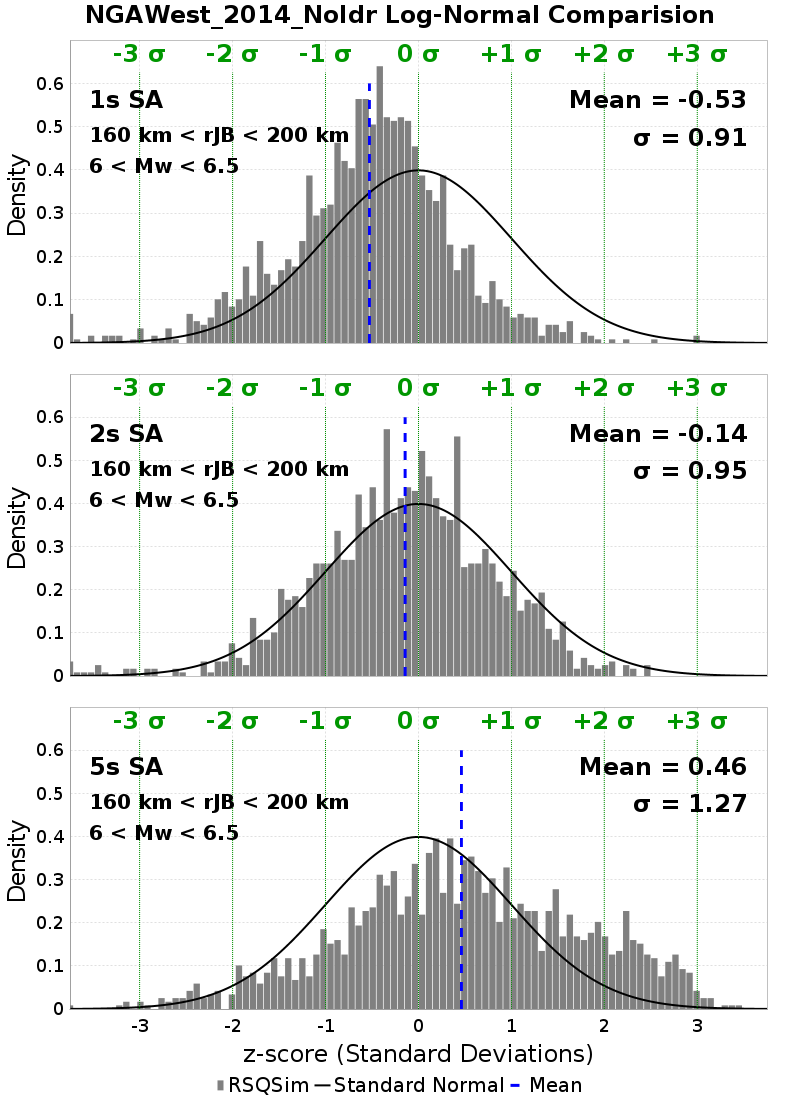 NGAWest_2014_NoIdr Log-Normal Comparision
-3 σ -2 σ -1 σ 0 σ +1 σ +2 σ +3 σ
0.6
1s SA Mean = -0.53
0.5
160 km < rJB < 200 km σ = 0.91
6 < Mw < 6.5
0.4
0.3
0.2
0.1
0
Density
-3 σ -2 σ -1 σ 0 σ +1 σ +2 σ +3 σ
0.6
2s SA Mean = -0.14
0.5
160 km < rJB < 200 km σ = 0.95
6 < Mw < 6.5
0.4
0.3
0.2
0.1
0
Density
-3 σ -2 σ -1 σ 0 σ +1 σ +2 σ +3 σ
0.6
5s SA Mean = 0.46
0.5
160 km < rJB < 200 km σ = 1.27
6 < Mw < 6.5
0.4
0.3
0.2
0.1
0
Density
-3 -2 -1 0 1 2 3
z-score (Standard Deviations)
RSQSim Standard Normal Mean